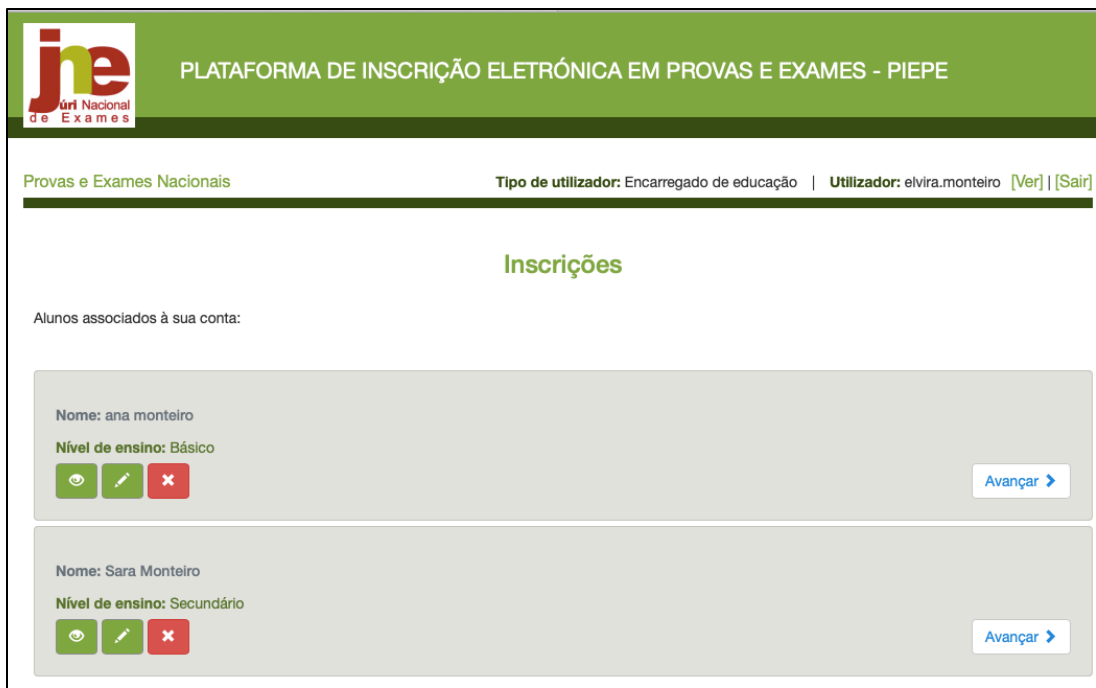 jne
Júri Nacional
de Exames
PLATAFORMA DE INSCRIÇÃO ELETRÓNICA EM PROVAS E EXAMES - PIEPE
Provas e Exames Nacionais
Tipo de utilizador: Encarregado de educação | Utilizador: elvira.monteiro [Ver] | [Sair]
Inscrições
Alunos associados à sua conta:
Nome: ana monteiro
Nível de ensino: Básico
Avançar
Nome: Sara Monteiro
Nível de ensino: Secundário
Avançar